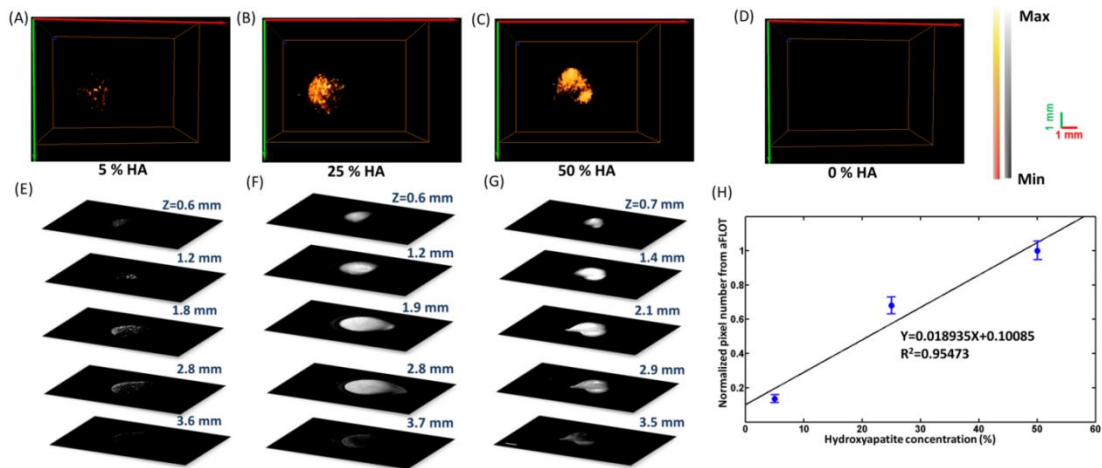 (A)
(B)
(C)
(D)
Max
Min
1 mm
1 mm
5 % HA
25 % HA
50 % HA
0 % HA
(E)
Z=0.6 mm
1.2 mm
1.8 mm
2.8 mm
3.6 mm
(F)
Z=0.6 mm
1.2 mm
1.9 mm
2.8 mm
3.7 mm
(G)
Z=0.7 mm
1.4 mm
2.1 mm
2.9 mm
3.5 mm
(H)
Normalized pixel number from aFLOT
1
0.8
0.6
0.4
0.2
Y=0.018935X+0.10085
R²=0.95473
0 10 20 30 40 50 60
Hydroxyapatite concentration (%)